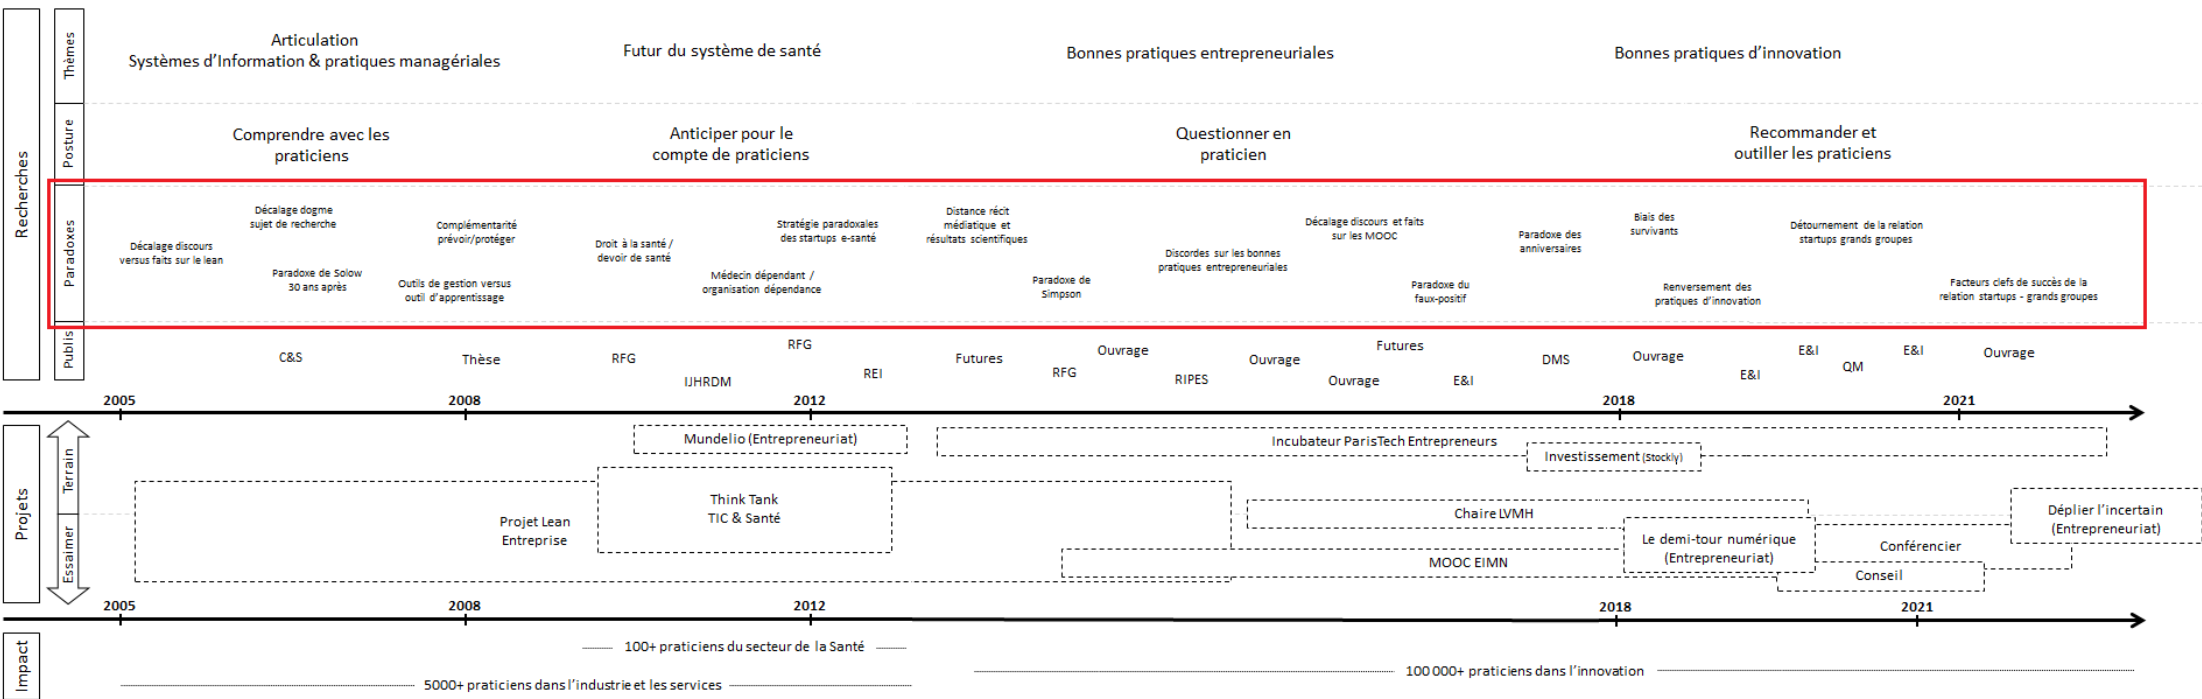 Recherches
Thèmes
Articulation
Systèmes d'Information & pratiques managériales
Futur du système de santé
Bonnes pratiques entrepreneuriales
Bonnes pratiques d'innovation
Posture
Comprendre avec les
praticiens
Anticiper pour le
compte de praticiens
Questionner en
praticien
Recommander et
outiller les praticiens
Paradoxes
Décalage discours
versus faits sur le lean
Décalage dogme
sujet de recherche
Paradoxe de Solow
30 ans après
Complémentarité
prévoir/protéger
Outils de gestion versus
outil d'apprentissage
Droit à la santé /
devoir de santé
Stratégie paradoxales
des startups e-santé
Médecin dépendant /
organisation dépendance
Distance récit
médiatique et
résultats scientifiques
Paradoxe de
Simpson
Discordes sur les bonnes
pratiques entrepreneuriales
Décalage discours et faits
sur les MOOC
Paradoxe du
faux-positif
Paradoxe des
anniversaires
Biais des
survivants
Renversement des
pratiques d'innovation
Détournement de la relation
startups grands groupes
Facteurs clefs de succès de la
relation startups - grands groupes
Publis
C&S
Thèse
RFG
IJHRDM
RFG
REI
Futures
RFG
Ouvrage
RIPES
Ouvrage
Ouvrage
Futures
E&I
DMS
Ouvrage
E&I
E&I
QM
E&I
Ouvrage
2005
2008
2012
2018
2021
Projets
Terrain
Essaimer
Mundelio (Entrepreneuriat)
Incubateur ParisTech Entrepreneurs
Investissement (Stockly)
Projet Lean
Entreprise
Think Tank
TIC & Santé
Chaire LVMH
MOOC EIMN
Le demi-tour numérique
(Entrepreneuriat)
Conférencier
Conseil
Déplier l'incertain
(Entrepreneuriat)
2005
2008
2012
2018
2021
Impact
100+ praticiens du secteur de la Santé
5000+ praticiens dans l'industrie et les services
100 000+ praticiens dans l'innovation